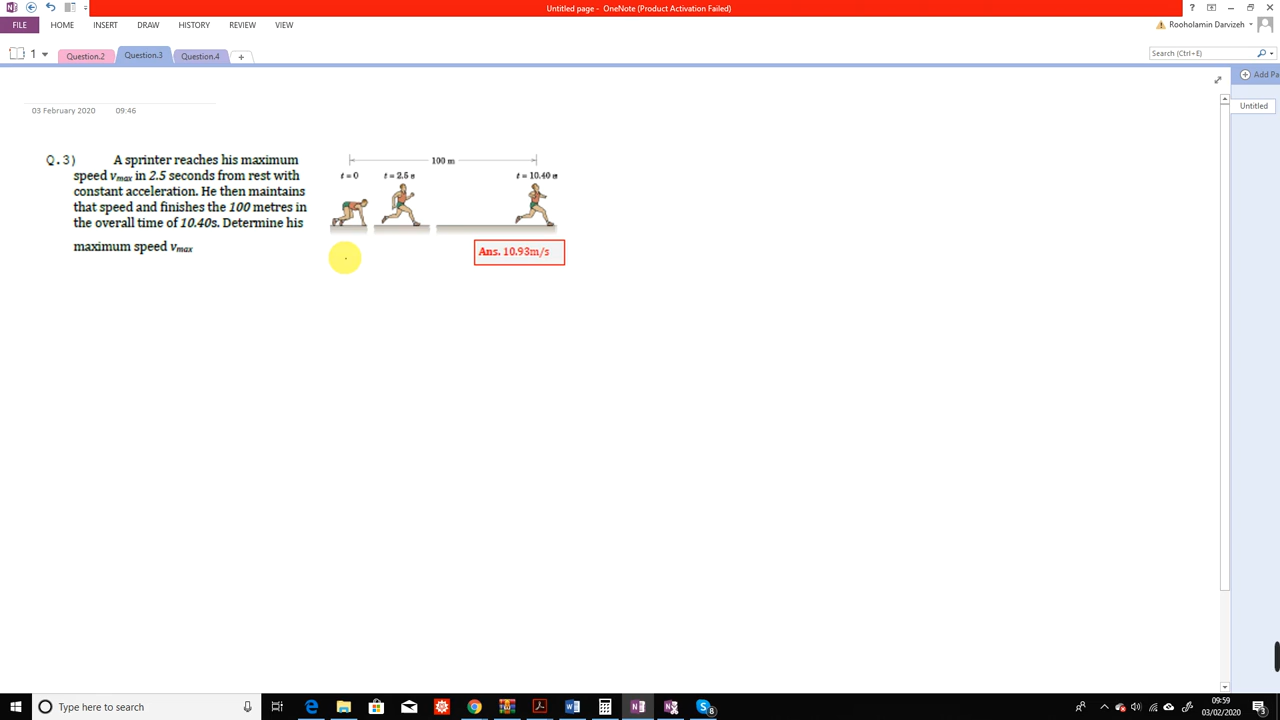 Untitled page - OneNote (Product Activation Failed)
?
FILE HOME INSERT DRAW HISTORY REVIEW VIEW
Rooholamin Darvizeh
1 Question.2 Question.3 Question.4 +
Search (Ctrl+E)
Add Pa
Untitled
03 February 2020 09:46
Q.3) A sprinter reaches his maximum
speed vmax in 2.5 seconds from rest with
constant acceleration. He then maintains
that speed and finishes the 100 metres in
the overall time of 10.40s. Determine his
maximum speed vmax
100 m
t = 0 t = 2.5 s t = 10.40 s
Ans. 10.93m/s
Type here to search
8
09:59
03/02/2020